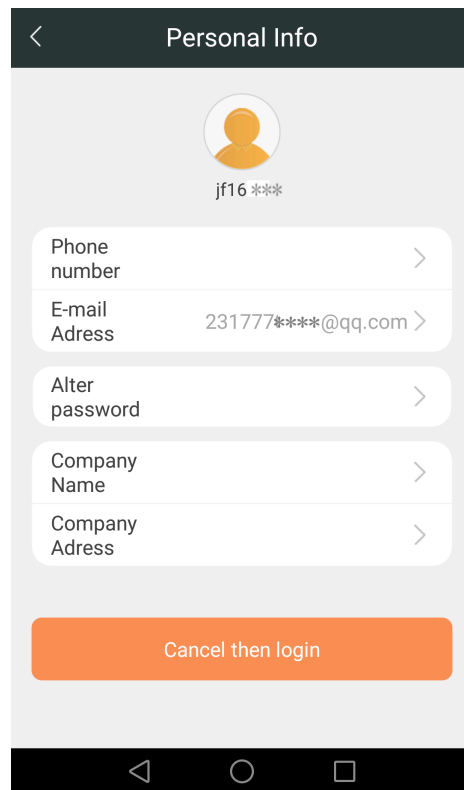 Personal Info
jf16 ***
Phone
number
E-mail
Adress
231777****@qq.com
Alter
password
Company
Name
Company
Adress
Cancel then login